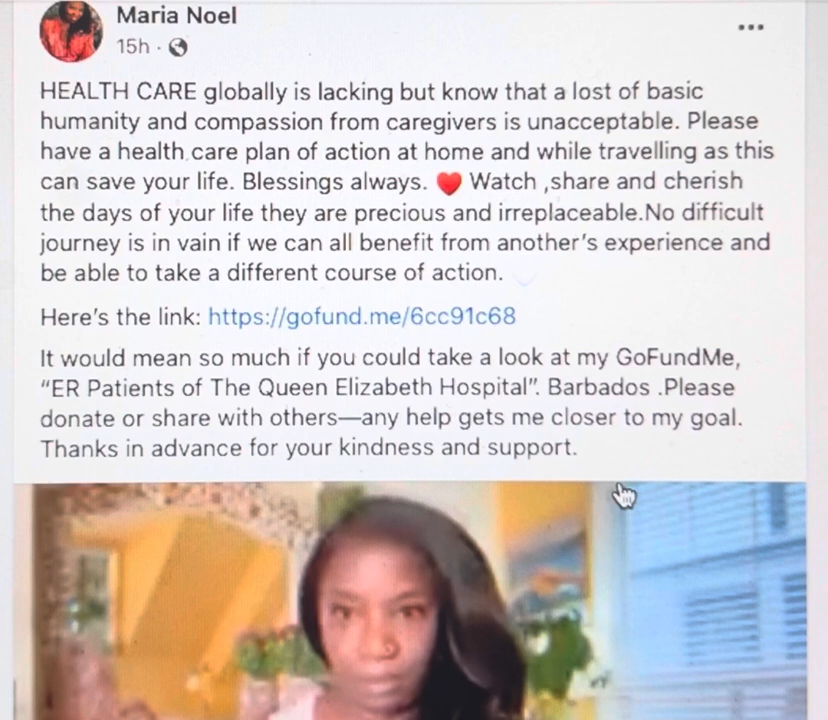 Maria Noel
15h ·
HEALTH CARE globally is lacking but know that a lost of basic
humanity and compassion from caregivers is unacceptable. Please
have a health care plan of action at home and while travelling as this
can save your life. Blessings always. ❤️ Watch ,share and cherish
the days of your life they are precious and irreplaceable.No difficult
journey is in vain if we can all benefit from another's experience and
be able to take a different course of action.
Here's the link: https://gofund.me/6cc91c68
It would mean so much if you could take a look at my GoFundMe,
"ER Patients of The Queen Elizabeth Hospital". Barbados .Please
donate or share with others—any help gets me closer to my goal.
Thanks in advance for your kindness and support.